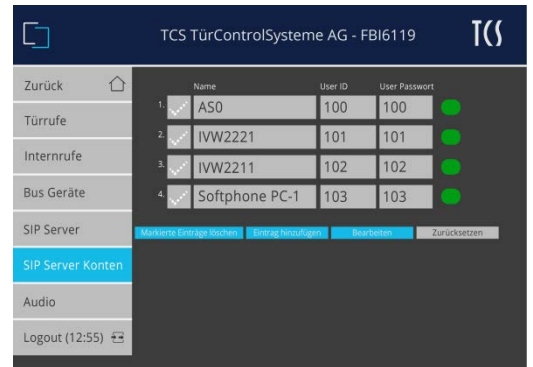 TCS TürControlSysteme AG - FBI6119
TCS
Zurück
Türrufe
Internrufe
Bus Geräte
SIP Server
SIP Server Konten
Audio
Logout (12:55)
Name User ID User Passwort
1. AS0 100 100
2. IVW2221 101 101
3. IVW2211 102 102
4. Softphone PC-1 103 103
Markierte Einträge löschen Eintrag hinzufügen Bearbeiten Zurücksetzen